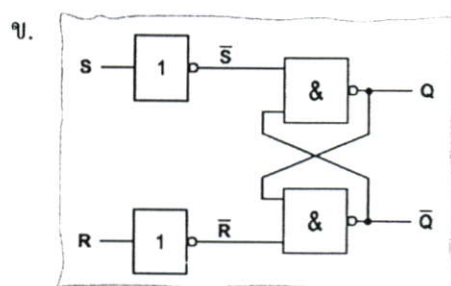 ข.
S 1 S̅ & Q
R 1 R̅ & Q̅